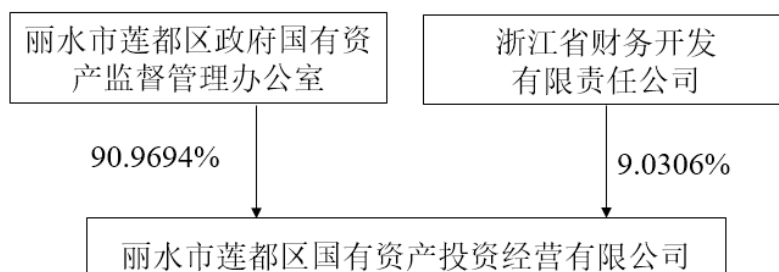 丽水市莲都区政府国有资
产监督管理办公室
浙江省财务开发
有限责任公司
90.9694%
9.0306%
丽水市莲都区国有资产投资经营有限公司